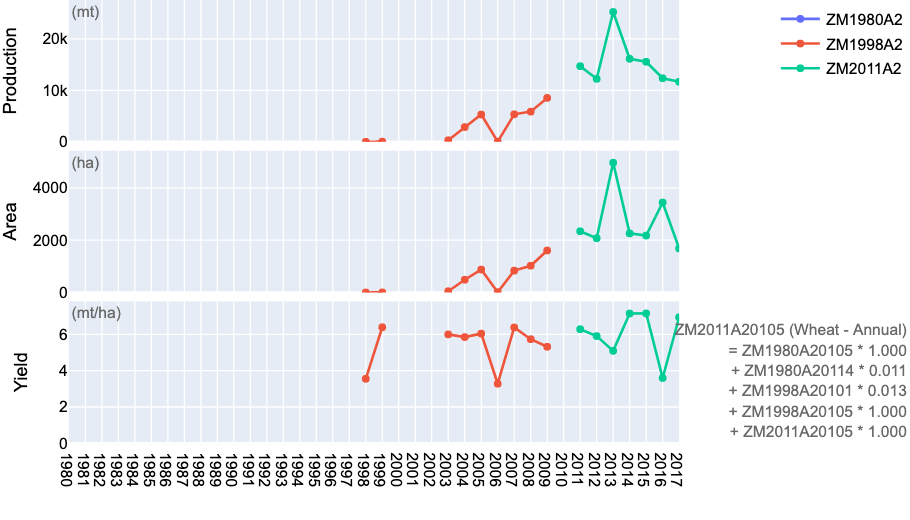 (mt)
Production
20k
10k
0
ZM1980A2
ZM1998A2
ZM2011A2
(ha)
Area
4000
2000
0
(mt/ha)
Yield
6
4
2
0
ZM2011A20105 (Wheat - Annual)
= ZM1980A20105 * 1.000
+ ZM1980A20114 * 0.011
+ ZM1998A20101 * 0.013
+ ZM1998A20105 * 1.000
+ ZM2011A20105 * 1.000
1980
1981
1982
1983
1984
1985
1986
1987
1988
1989
1990
1991
1992
1993
1994
1995
1996
1997
1998
1999
2000
2001
2002
2003
2004
2005
2006
2007
2008
2009
2010
2011
2012
2013
2014
2015
2016
2017